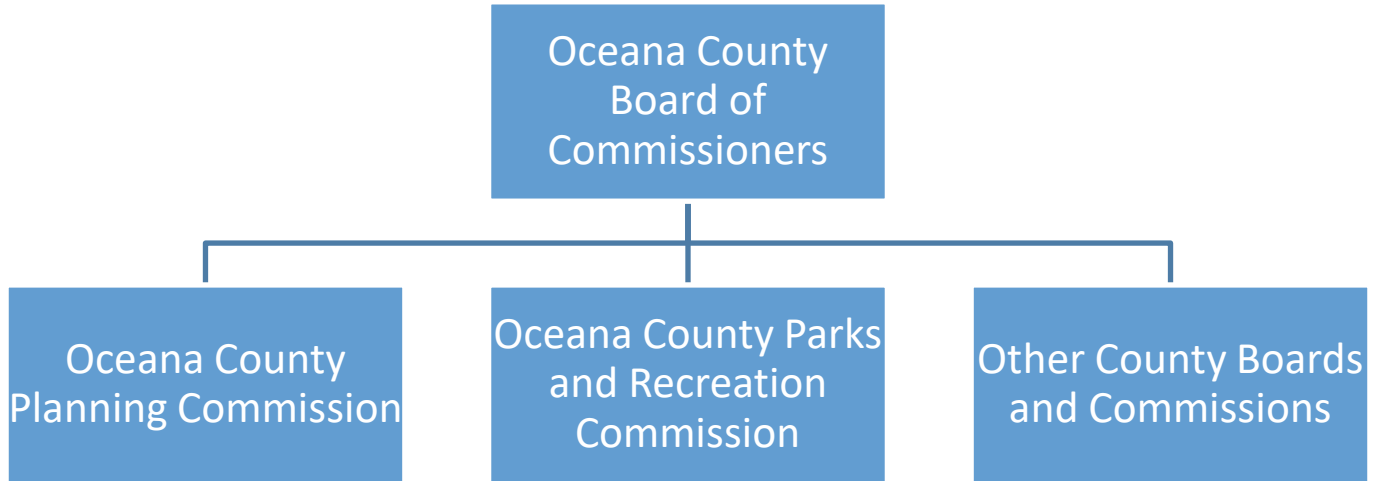 Oceana County
Board of
Commissioners
Oceana County
Planning Commission
Oceana County Parks
and Recreation
Commission
Other County Boards
and Commissions